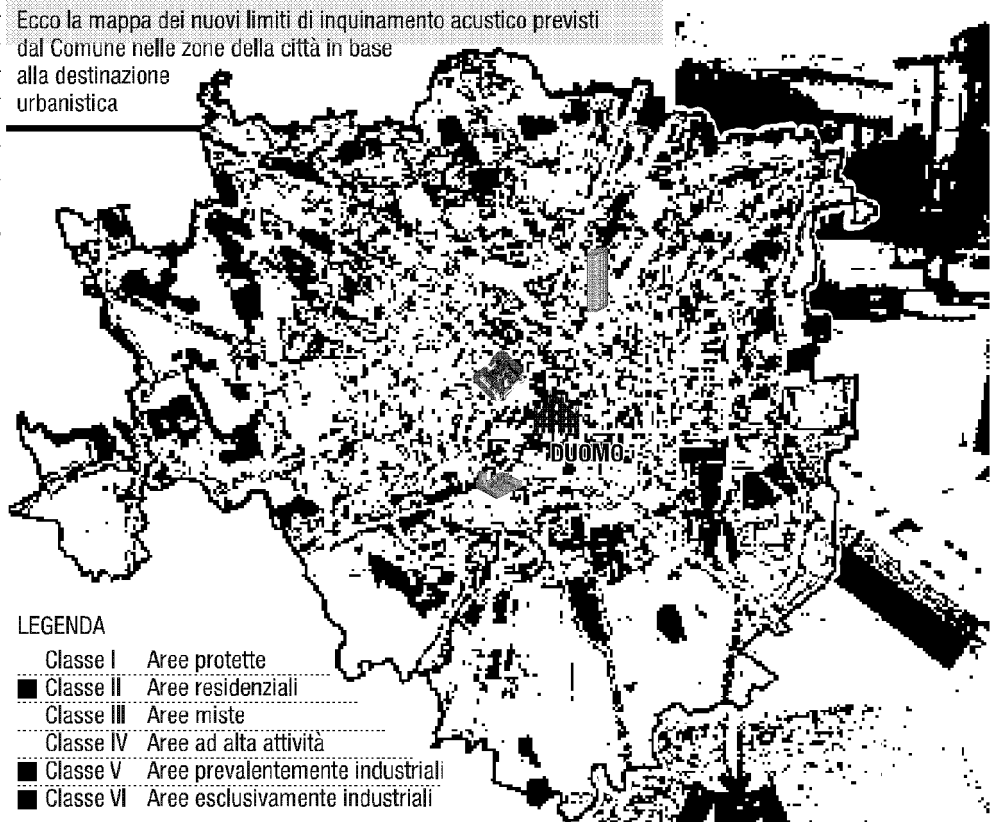 Ecco la mappa dei nuovi limiti di inquinamento acustico previsti
dal Comune nelle zone della città in base
alla destinazione
urbanistica
DUOMO
LEGENDA
Classe I Aree protette
Classe II Aree residenziali
Classe III Aree miste
Classe IV Aree ad alta attività
Classe V Aree prevalentemente industriali
Classe VI Aree esclusivamente industriali